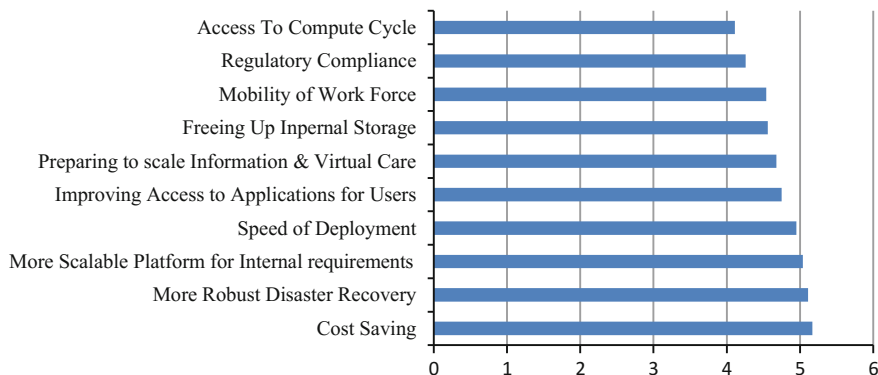 Access To Compute Cycle
Regulatory Compliance
Mobility of Work Force
Freeing Up Inpernal Storage
Preparing to scale Information & Virtual Care
Improving Access to Applications for Users
Speed of Deployment
More Scalable Platform for Internal requirements
More Robust Disaster Recovery
Cost Saving
0 1 2 3 4 5 6